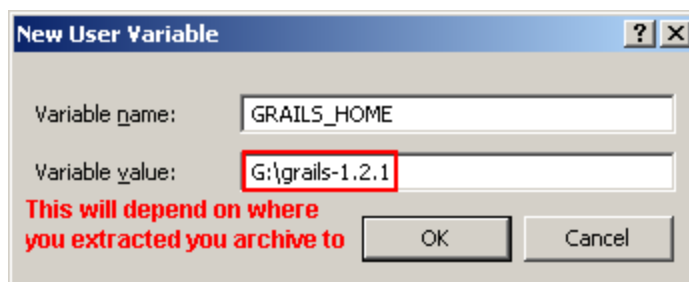 New User Variable
Variable name: GRAILS_HOME
Variable value: G:\grails-1.2.1
This will depend on where
you extracted you archive to
OK Cancel